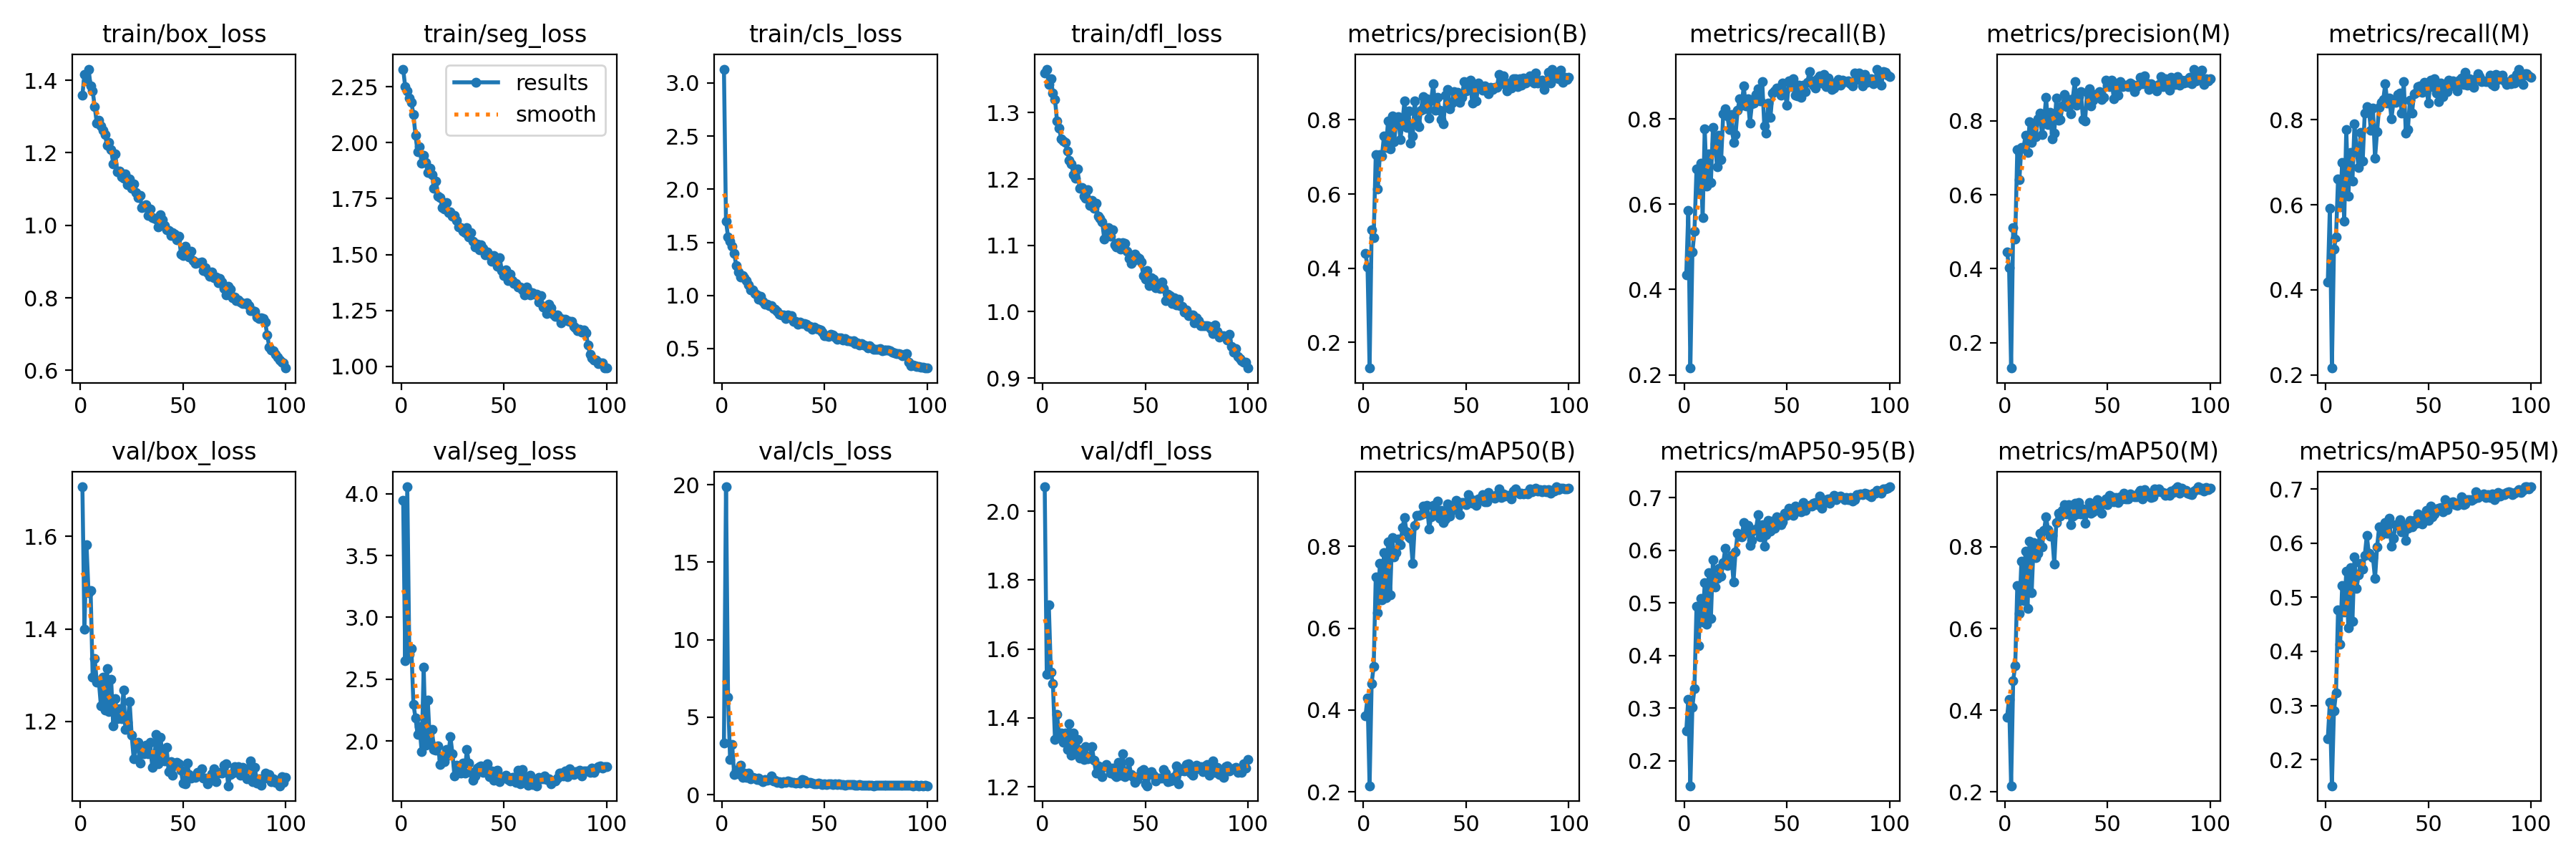 train/box_loss
1.4
1.2
1.0
0.8
0.6
0 50 100
train/seg_loss
results
smooth
2.25
2.00
1.75
1.50
1.25
1.00
0 50 100
train/cls_loss
3.0
2.5
2.0
1.5
1.0
0.5
0 50 100
train/dfl_loss
1.3
1.2
1.1
1.0
0.9
0 50 100
metrics/precision(B)
0.8
0.6
0.4
0.2
0 50 100
metrics/recall(B)
0.8
0.6
0.4
0.2
0 50 100
metrics/precision(M)
0.8
0.6
0.4
0.2
0 50 100
metrics/recall(M)
0.8
0.6
0.4
0.2
0 50 100
val/box_loss
1.6
1.4
1.2
0 50 100
val/seg_loss
4.0
3.5
3.0
2.5
2.0
0 50 100
val/cls_loss
20
15
10
5
0
0 50 100
val/dfl_loss
2.0
1.8
1.6
1.4
1.2
0 50 100
metrics/mAP50(B)
0.8
0.6
0.4
0.2
0 50 100
metrics/mAP50-95(B)
0.7
0.6
0.5
0.4
0.3
0.2
0 50 100
metrics/mAP50(M)
0.8
0.6
0.4
0.2
0 50 100
metrics/mAP50-95(M)
0.7
0.6
0.5
0.4
0.3
0.2
0 50 100